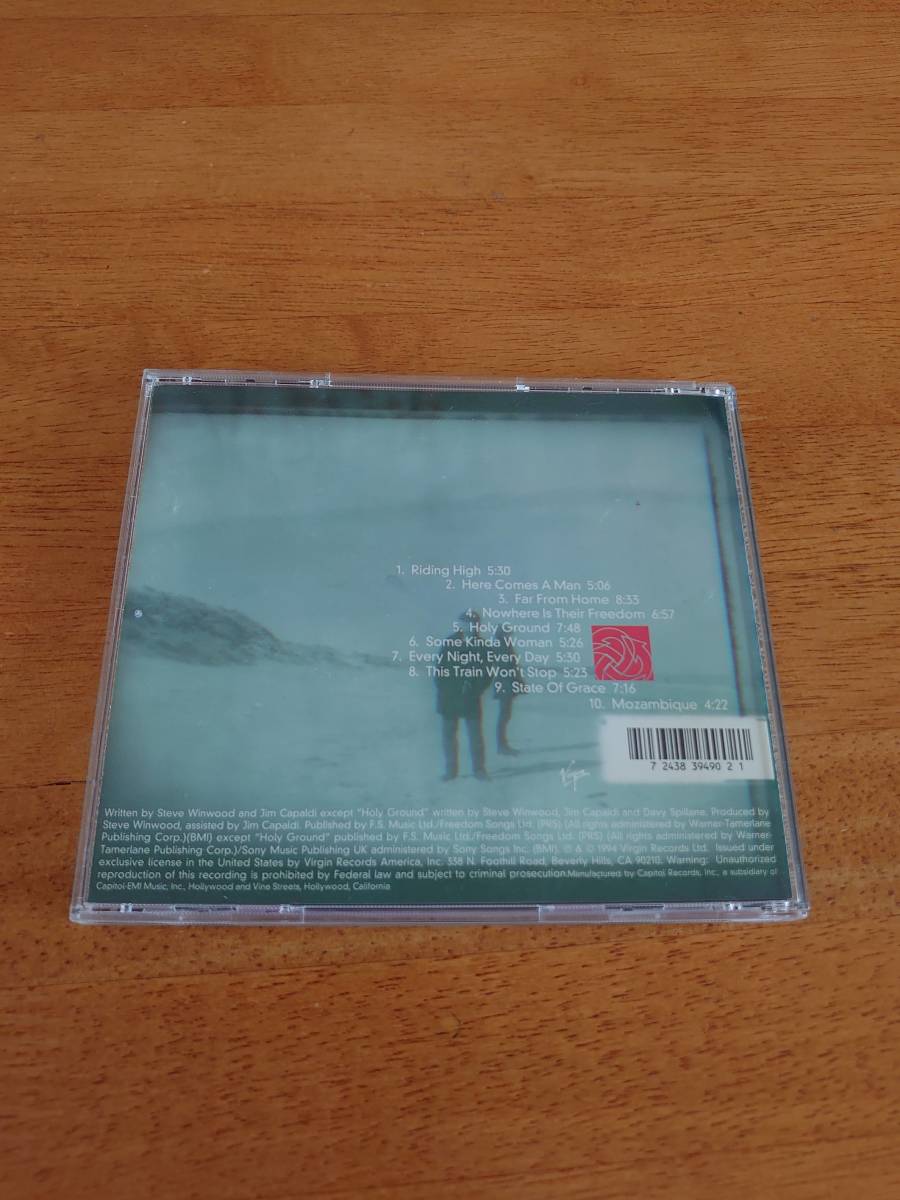 1. Riding High 5:30
2. Here Comes A Man 5:06
3. Far From Home 8:33
4. Nowhere Is Their Freedom 6:57
5. Holy Ground 7:48
6. Some Kinda Woman 5:26
7. Every Night, Every Day 5:30
8. This Train Won't Stop 5:23
9. State Of Grace 7:16
10. Mozambique 4:22
7 24383 39490 2 1
Virgin
Written by Steve Winwood and Jim Capaldi except "Holy Ground" written by Steve Winwood, Jim Capaldi and Davy Spillane. Produced by
Steve Winwood, assisted by Jim Capaldi. Published by F.S. Music Ltd./Freedom Songs Ltd. (PRS) (All rights administered by Warner-Tamerlane
Publishing Corp.)(BMI) except "Holy Ground" published by F.S. Music Ltd./Freedom Songs Ltd. (PRS) (All rights administered by Warner-
Tamerlane Publishing Corp.)/Sony Music Publishing UK administered by Sony Songs Inc. (BMI). ℗ & © 1994 Virgin Records Ltd. Issued under
exclusive license in the United States by Virgin Records America, Inc. 338 N. Foothill Road, Beverly Hills, CA 90210. Warning: Unauthorized
reproduction of this recording is prohibited by Federal law and subject to criminal prosecution. Manufactured by Capitol Records, Inc., a subsidiary of
Capitol-EMI Music, Inc., Hollywood and Vine Streets, Hollywood, California